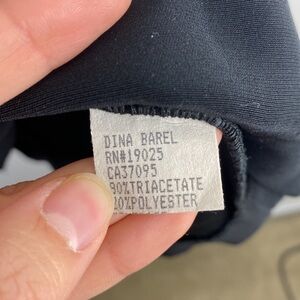 DINA BAREL
RN#19025
CA37095
80%TRIACETATE
20%POLYESTER